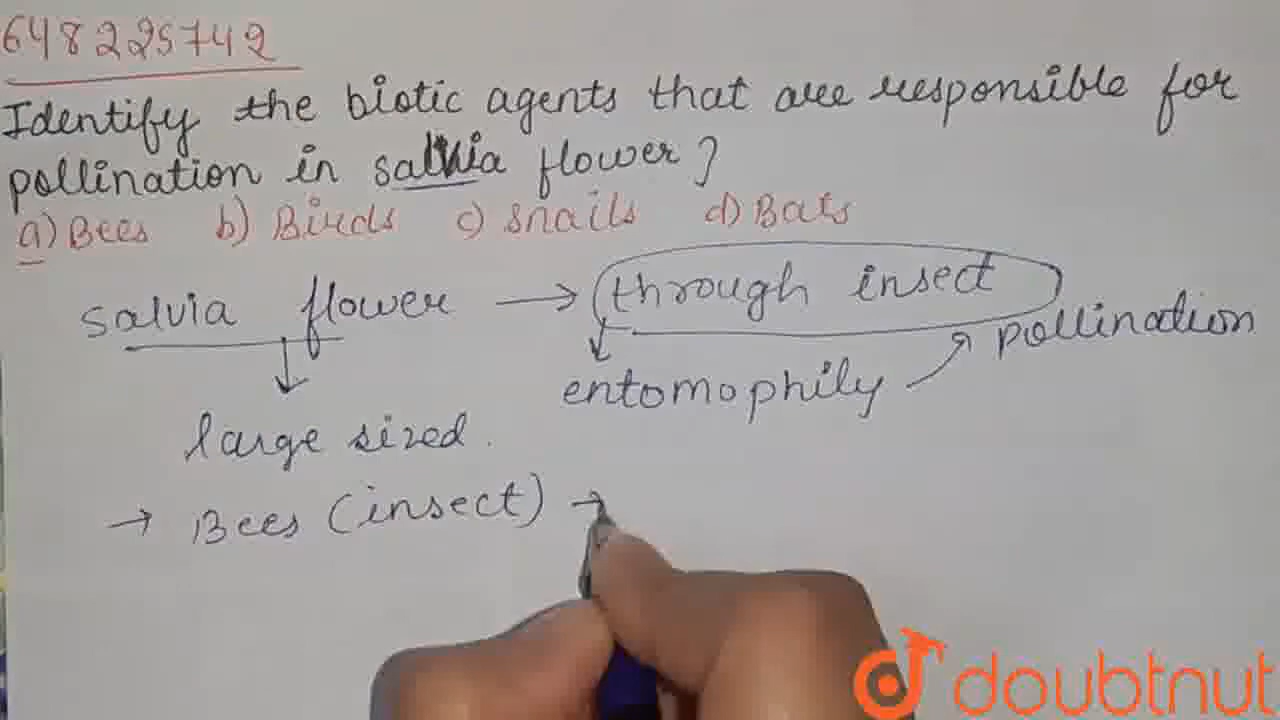 648225742
Identify the biotic agents that are responsible for
pollination in salvia flower?
a) Bees b) Birds c) snails d) Bats
salvia flower → through insect
pollination
entomophily
large sized.
→ Bees (insect) →
doubtnut